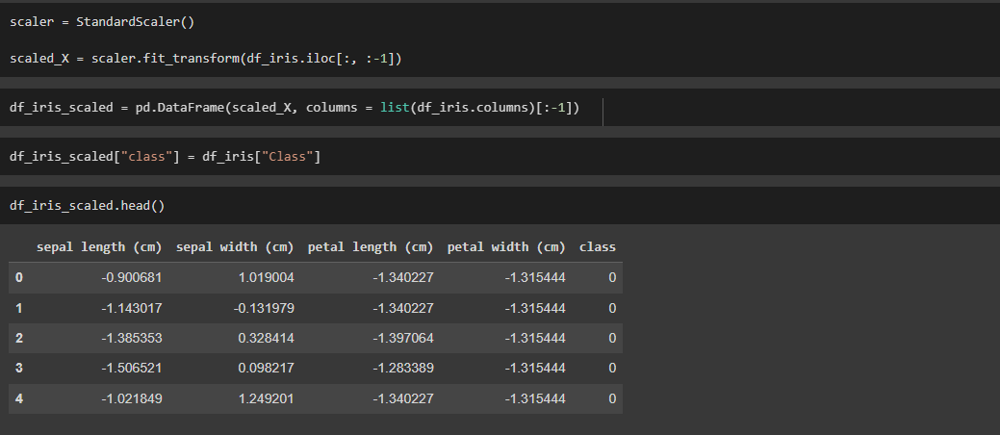 scaler = StandardScaler()
scaled_X = scaler.fit_transform(df_iris.iloc[:, :-1])
df_iris_scaled = pd.DataFrame(scaled_X, columns = list(df_iris.columns)[:-1])
df_iris_scaled["class"] = df_iris["Class"]
df_iris_scaled.head()
sepal length (cm) sepal width (cm) petal length (cm) petal width (cm) class
0 -0.900681 1.019004 -1.340227 -1.315444 0
1 -1.143017 -0.131979 -1.340227 -1.315444 0
2 -1.385353 0.328414 -1.397064 -1.315444 0
3 -1.506521 0.098217 -1.283389 -1.315444 0
4 -1.021849 1.249201 -1.340227 -1.315444 0